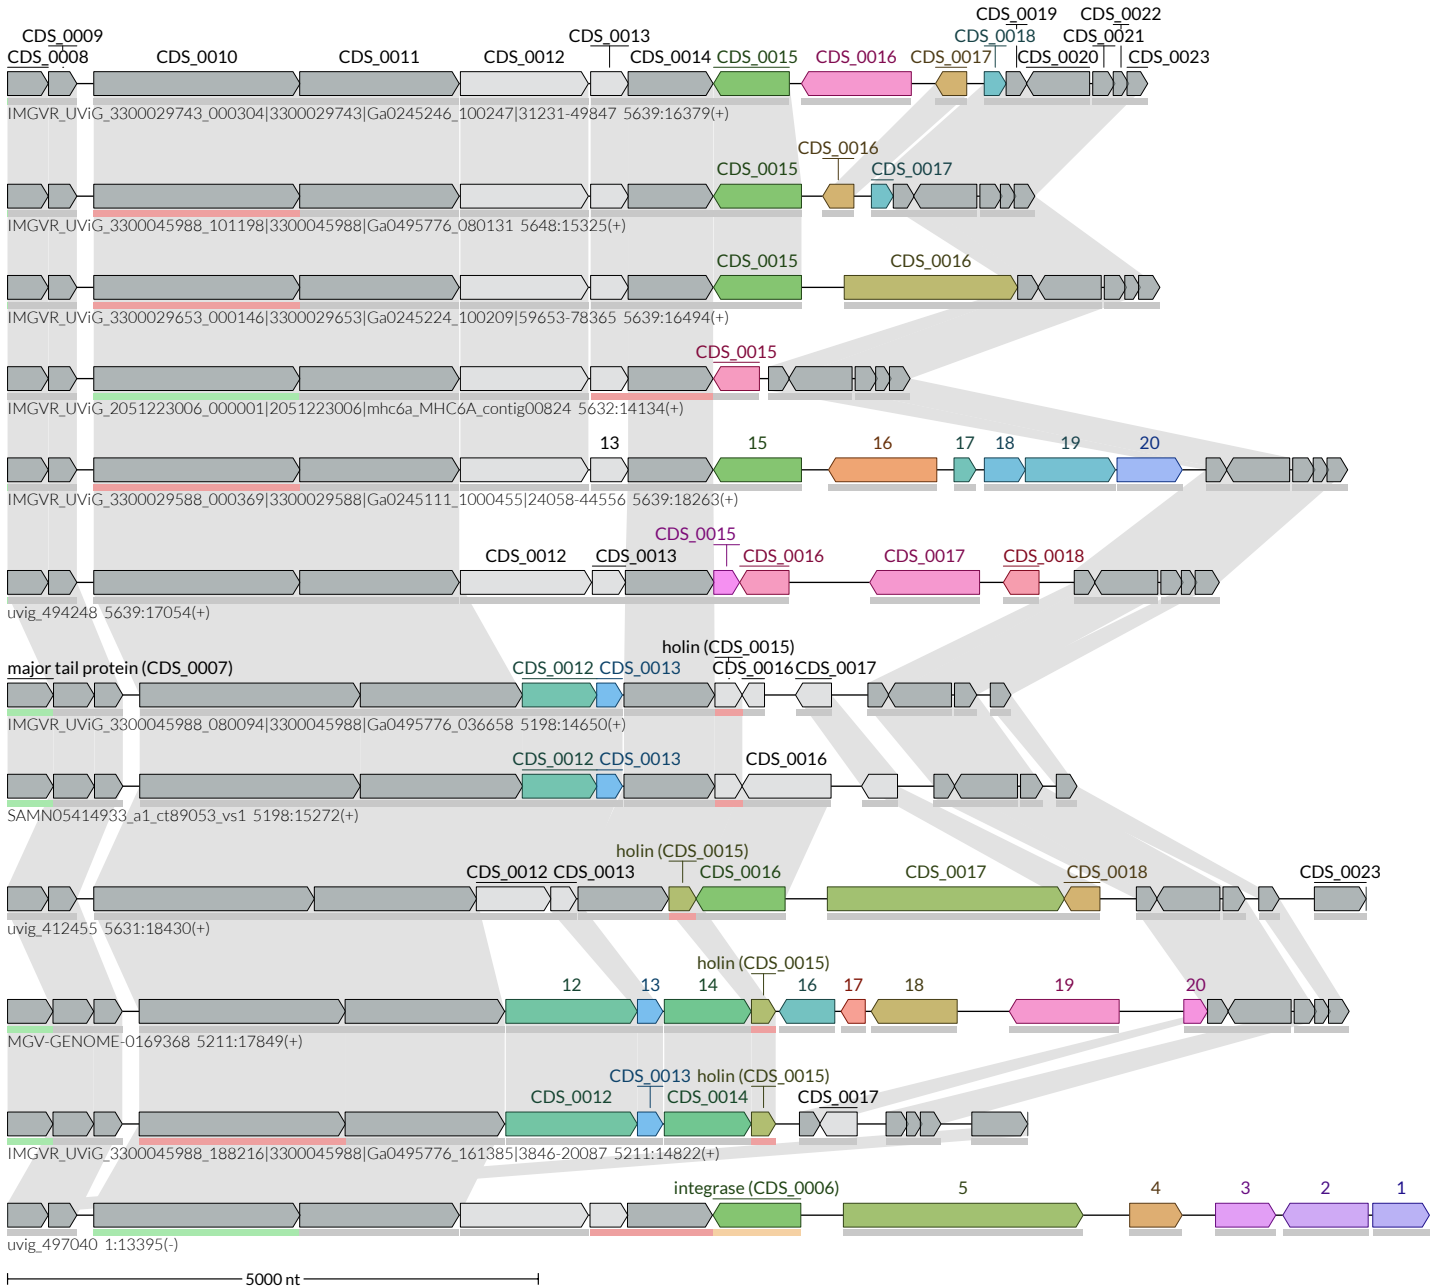 CDS_0019 CDS_0022
CDS_0009 CDS_0013 CDS_0018 CDS_0021
CDS_0008 CDS_0010 CDS_0011 CDS_0012 CDS_0014 CDS_0015 CDS_0016 CDS_0017 CDS_0020 CDS_0023
IMGVR_UViG_3300029743_000304|3300029743|Ga0245246_100247|31231-49847 5639:16379(+)
CDS_0016
CDS_0015 CDS_0017
IMGVR_UViG_3300045988_101198|3300045988|Ga0495776_080131 5648:15325(+)
CDS_0015 CDS_0016
IMGVR_UViG_3300029653_000146|3300029653|Ga0245224_100209|59653-78365 5639:16494(+)
CDS_0015
IMGVR_UViG_2051223006_000001|2051223006|mhc6a_MHC6A_contig00824 5632:14134(+)
13 15 16 17 18 19 20
IMGVR_UViG_3300029588_000369|3300029588|Ga0245111_1000455|24058-44556 5639:18263(+)
CDS_0015
CDS_0012 CDS_0013 CDS_0016 CDS_0017 CDS_0018
uvig_494248 5639:17054(+)
holin (CDS_0015)
major tail protein (CDS_0007) CDS_0012 CDS_0013 CDS_0016 CDS_0017
IMGVR_UViG_3300045988_080094|3300045988|Ga0495776_036658 5198:14650(+)
CDS_0012 CDS_0013 CDS_0016
SAMN05414933_a1_ct89053_vs1 5198:15272(+)
holin (CDS_0015)
CDS_0012 CDS_0013 CDS_0016 CDS_0017 CDS_0018 CDS_0023
uvig_412455 5631:18430(+)
holin (CDS_0015)
12 13 14 16 17 18 19 20
MGV-GENOME-0169368 5211:17849(+)
CDS_0013 holin (CDS_0015)
CDS_0012 CDS_0014 CDS_0017
IMGVR_UViG_3300045988_188216|3300045988|Ga0495776_161385|3846-20087 5211:14822(+)
integrase (CDS_0006) 5 4 3 2 1
uvig_497040 1:13395(-)
5000 nt